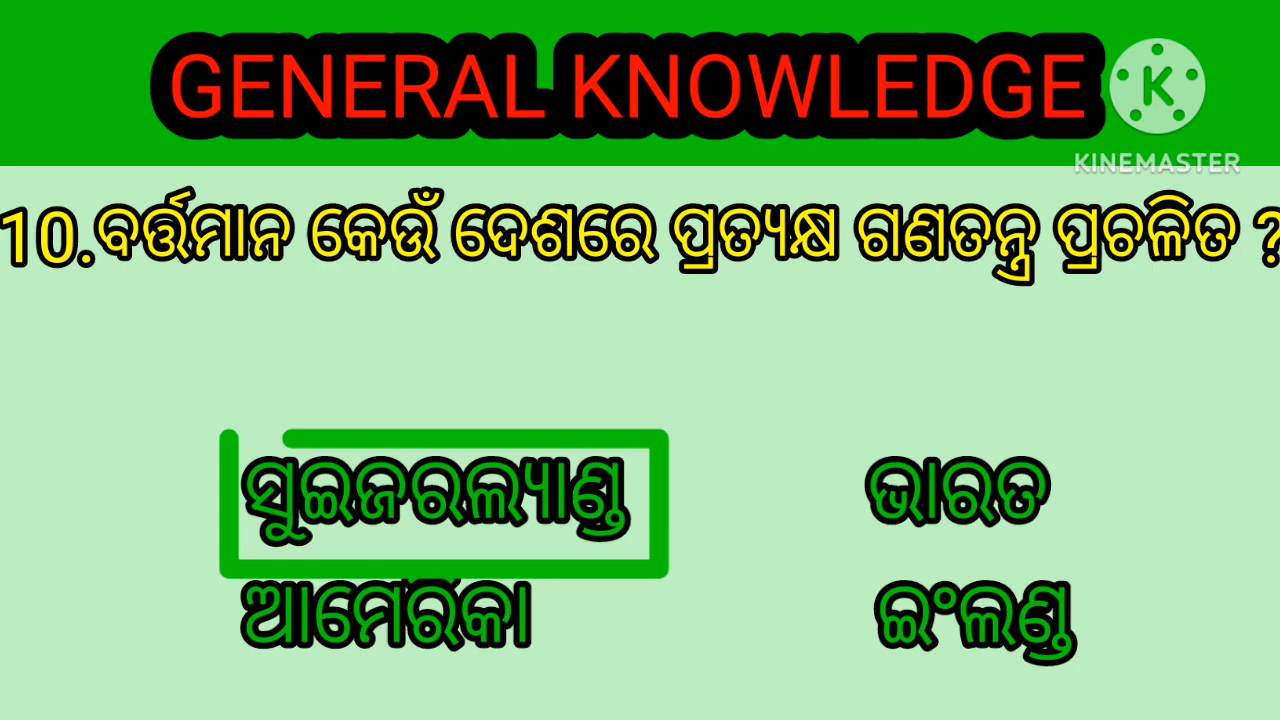 GENERAL KNOWLEDGE
K
KINEMASTER
10.ବର୍ତ୍ତମାନ କେଉଁ ଦେଶରେ ପ୍ରତ୍ୟକ୍ଷ ଗଣତନ୍ତ୍ର ପ୍ରଚଳିତ ?
ସୁଇଜରଲ୍ୟାଣ୍ଡ ଭାରତ
ଆମେରିକା ଇଂଲଣ୍ଡ